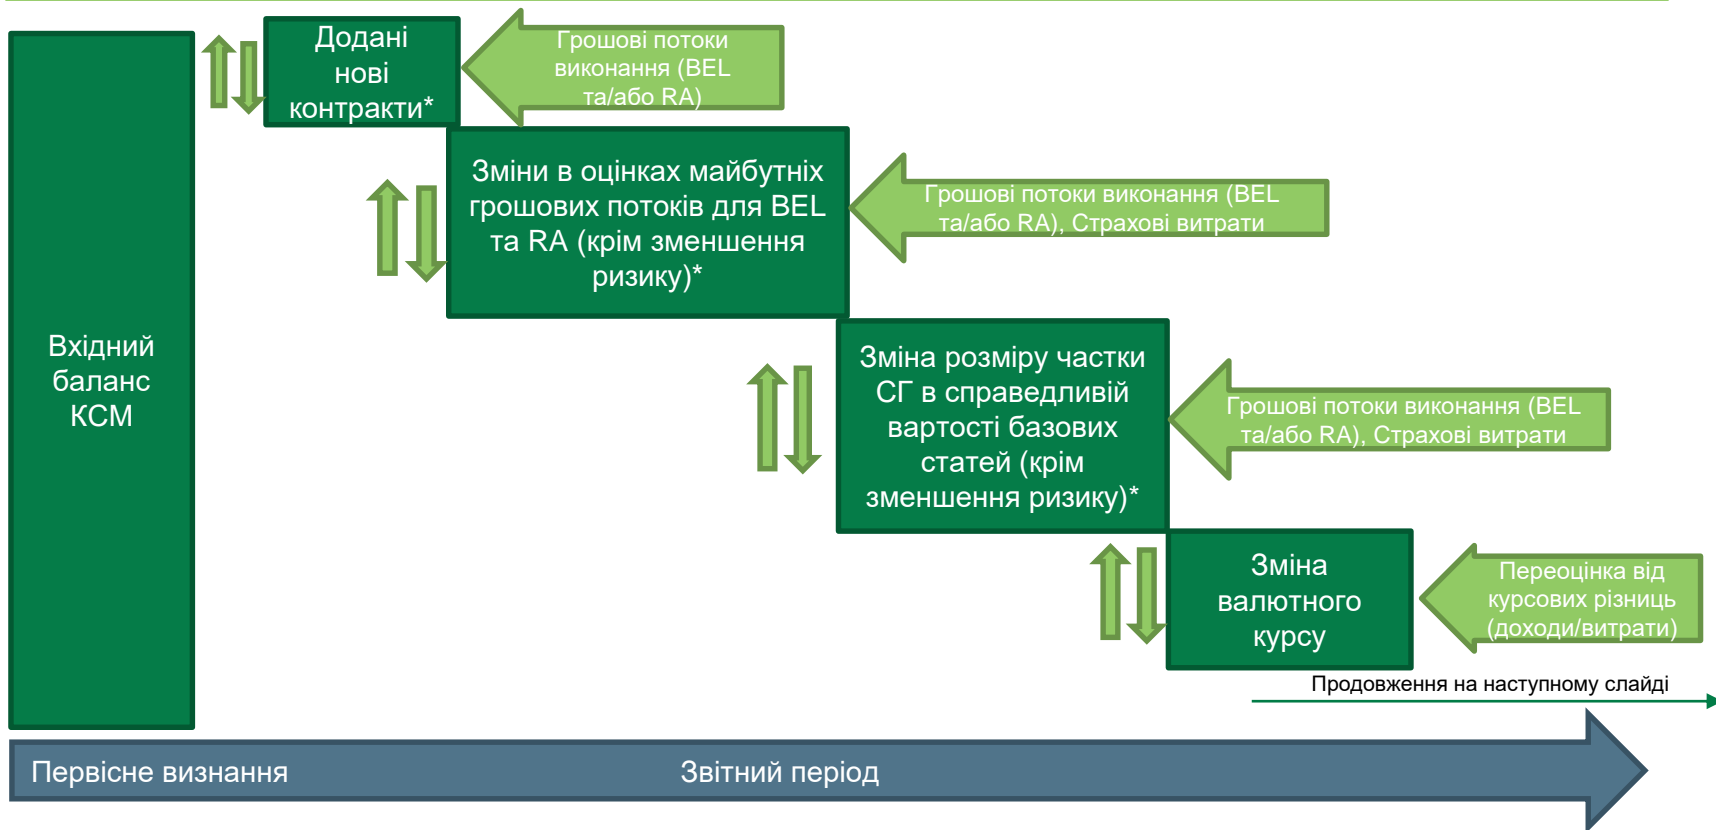 Вхідний
баланс
КСМ
Додані
нові
контракти*
Грошові потоки
виконання (BEL
та/або RA)
Зміни в оцінках майбутніх
грошових потоків для BEL
та RA (крім зменшення
ризику)*
Грошові потоки виконання (BEL
та/або RA), Страхові витрати
Зміна розміру частки
СГ в справедливій
вартості базових
статей (крім
зменшення ризику)*
Грошові потоки виконання (BEL
та/або RA), Страхові витрати
Зміна
валютного
курсу
Переоцінка від
курсових різниць
(доходи/витрати)
Продовження на наступному слайді
Первісне визнання
Звітний період